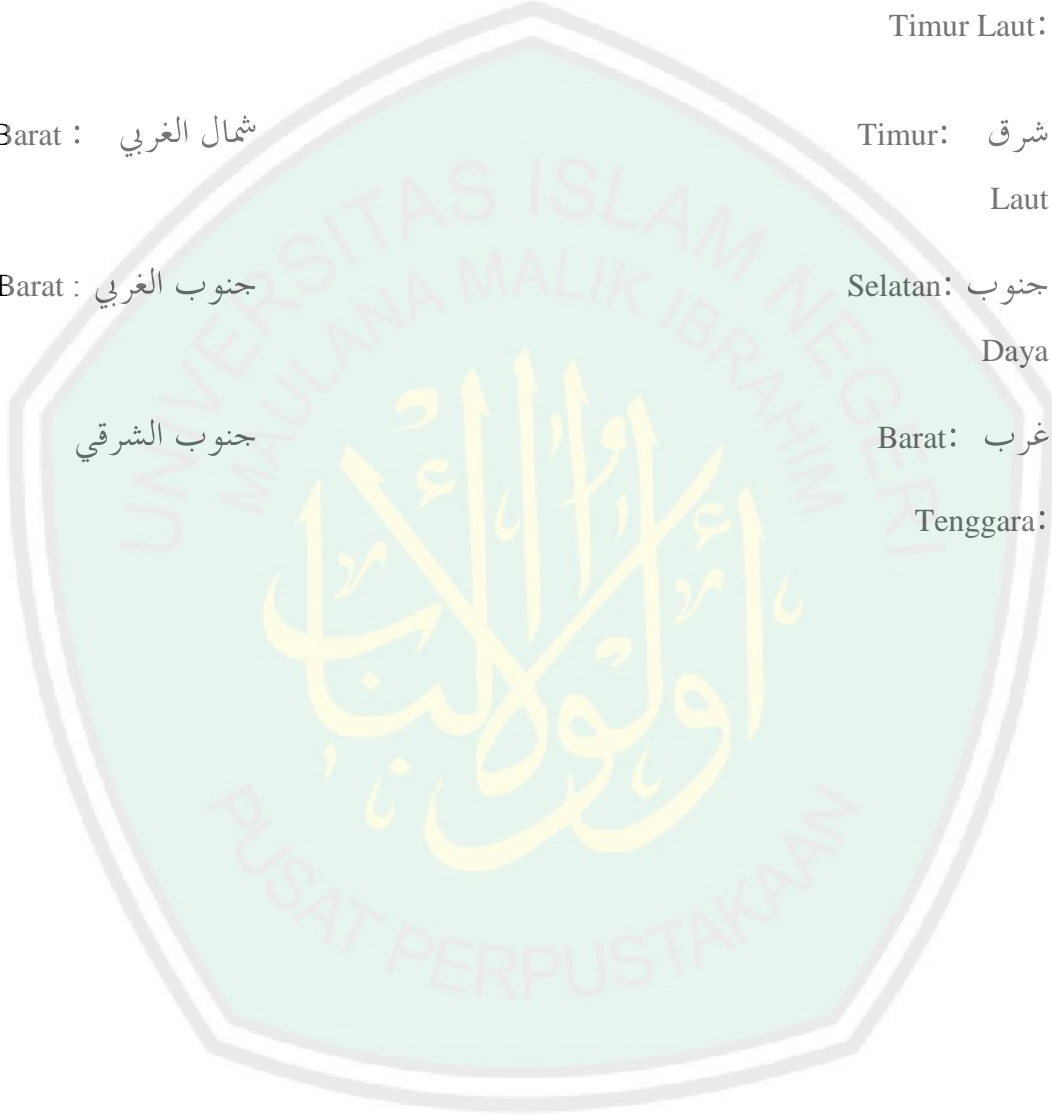 Timur Laut:
شرق :Timur شمال الغربي : Barat
Laut
جنوب :Selatan جنوب الغربي : Barat
Daya
غرب :Barat جنوب الشرقي
Tenggara:
UNIVERSITAS ISLAM NEGERI
MAULANA MALIK IBRAHIM
أولوا الألباب
PUSAT PERPUSTAKAAN